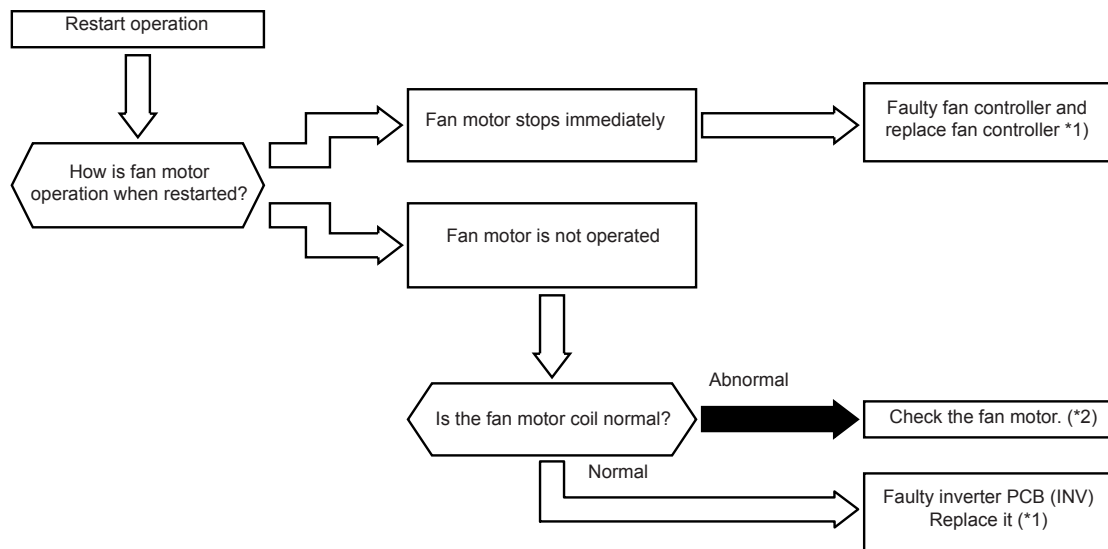 Restart operation
How is fan motor
operation when restarted?
Fan motor stops immediately
Faulty fan controller and
replace fan controller *1)
Fan motor is not operated
Is the fan motor coil normal?
Abnormal
Check the fan motor. (*2)
Normal
Faulty inverter PCB (INV)
Replace it (*1)